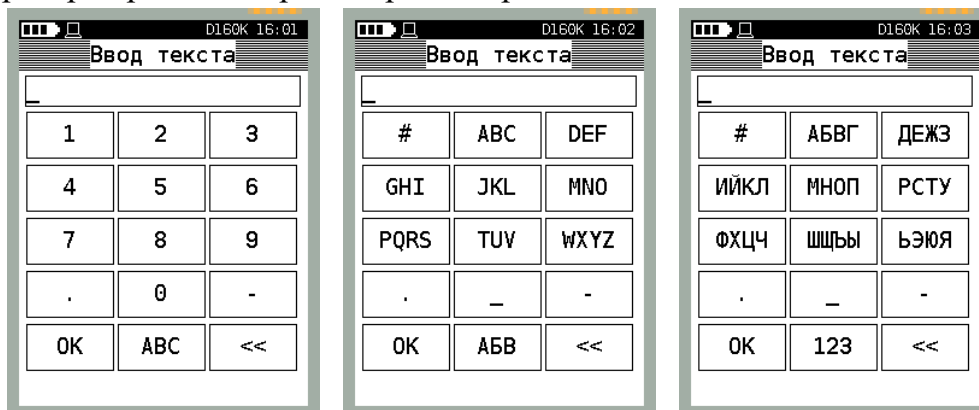 D160K 16:01
Ввод текста
_
1 2 3
4 5 6
7 8 9
. 0 -
OK ABC <<
D160K 16:02
Ввод текста
_
# ABC DEF
GHI JKL MNO
PQRS TUV WXYZ
. _ -
OK АБВ <<
D160K 16:03
Ввод текста
_
# АБВГ ДЕЖЗ
ИЙКЛ МНОП РСТУ
ФХЦЧ ШЩЪЫ ЬЭЮЯ
. _ -
OK 123 <<